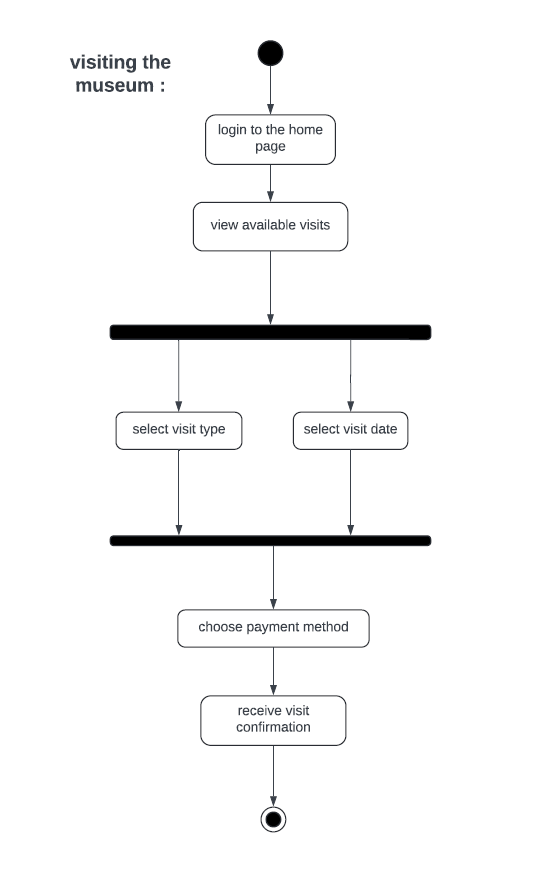 visiting the
museum :
login to the home
page
view available visits
select visit type
select visit date
choose payment method
receive visit
confirmation